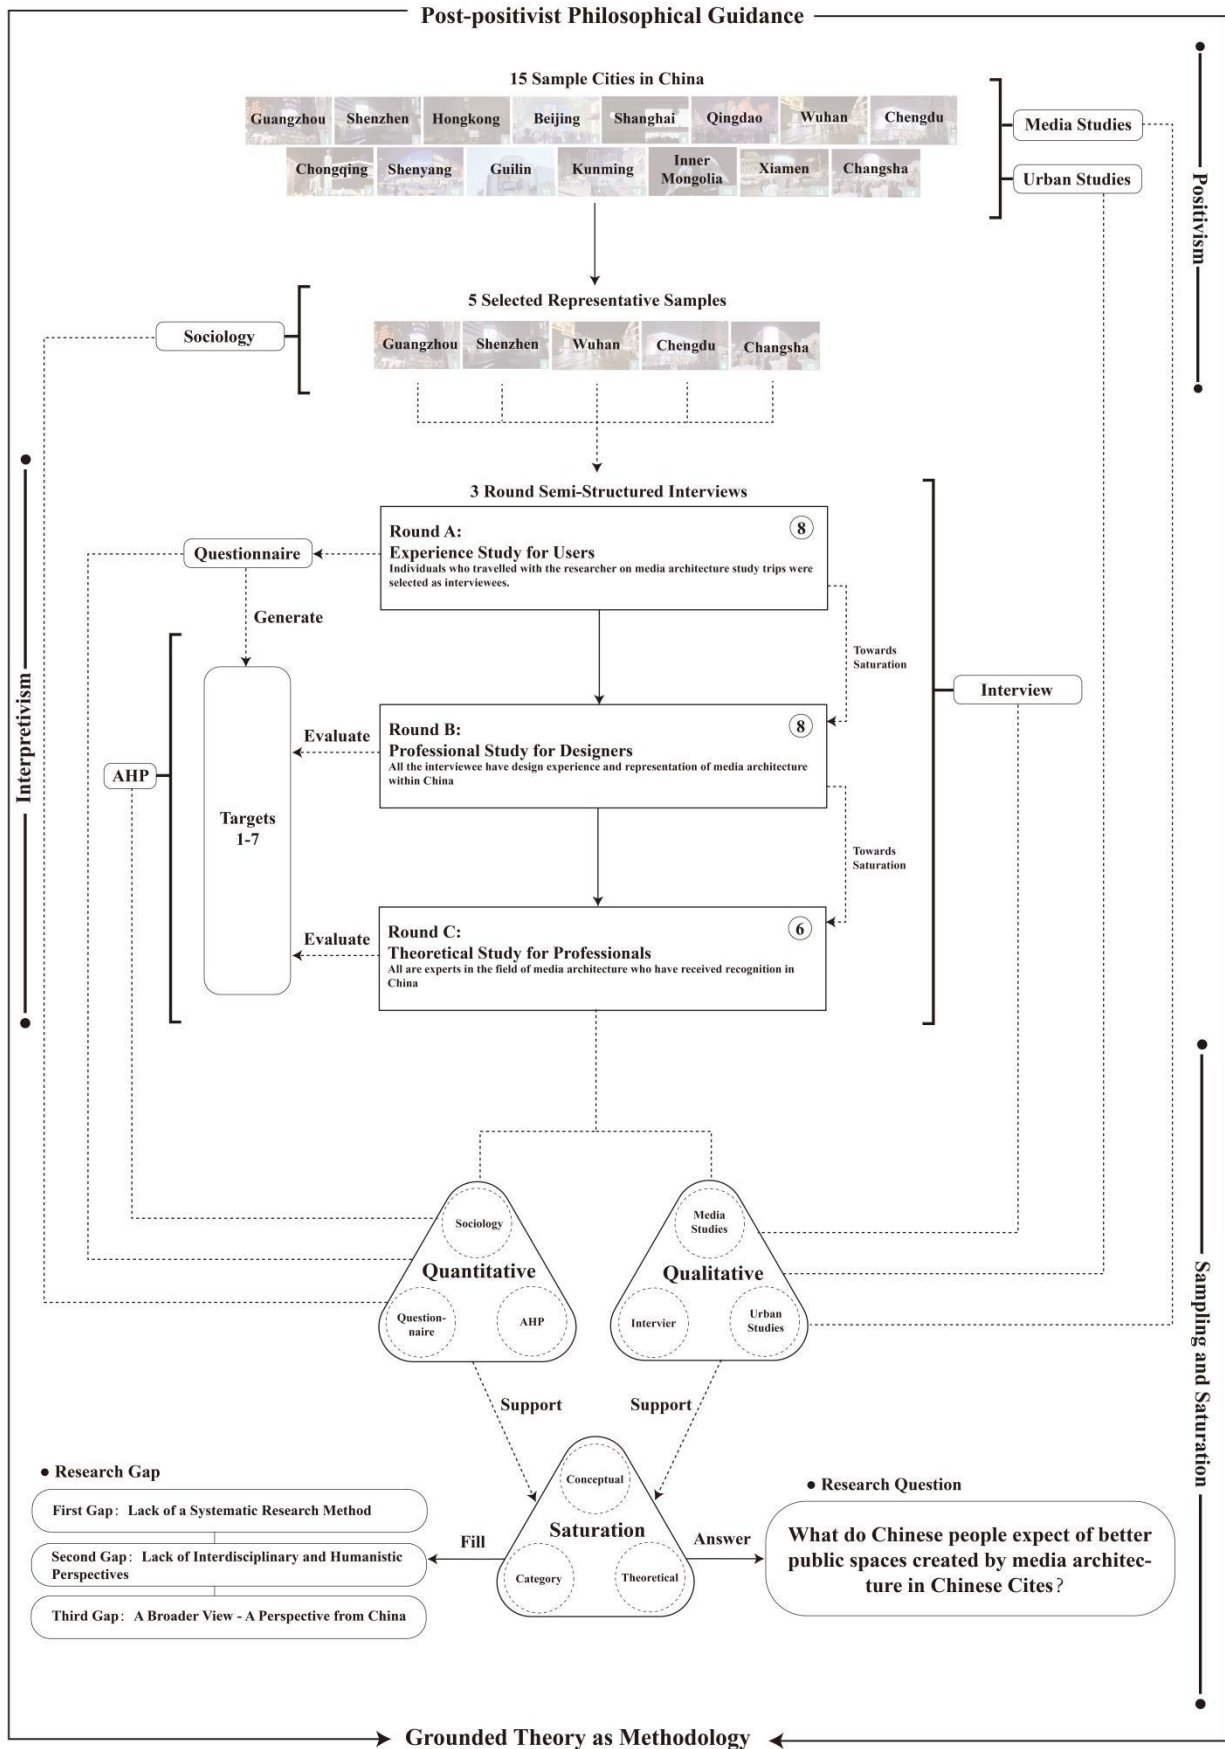 Post-positivist Philosophical Guidance
15 Sample Cities in China
Guangzhou
Shenzhen
Hongkong
Beijing
Shanghai
Qingdao
Wuhan
Chengdu
Chongqing
Shenyang
Guilin
Kunming
Inner
Mongolia
Xiamen
Changsha
Media Studies
Urban Studies
Positivism
5 Selected Representative Samples
Guangzhou
Shenzhen
Wuhan
Chengdu
Changsha
Sociology
3 Round Semi-Structured Interviews
Round A:
8
Experience Study for Users
Individuals who travelled with the researcher on media architecture study trips were
selected as interviewees.
Questionnaire
Generate
Towards
Saturation
Interview
Interpretivism
Round B:
8
Professional Study for Designers
All the interviewee have design experience and representation of media architecture
within China
Evaluate
AHP
Targets
1-7
Towards
Saturation
Round C:
6
Theoretical Study for Professionals
All are experts in the field of media architecture who have received recognition in
China
Evaluate
Sociology
Quantitative
Question-
naire
AHP
Media
Studies
Qualitative
Intervier
Urban
Studies
Sampling and Saturation
Support
Support
Conceptual
Saturation
Category
Theoretical
Fill
Answer
● Research Gap
First Gap: Lack of a Systematic Research Method
Second Gap: Lack of Interdisciplinary and Humanistic
Perspectives
Third Gap: A Broader View - A Perspective from China
● Research Question
What do Chinese people expect of better
public spaces created by media architec-
ture in Chinese Cites?
Grounded Theory as Methodology